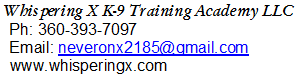 Whispering X K-9 Training Academy LLC
Ph: 360-393-7097
Email: neveronx2185@gmail.com
www.whisperingx.com